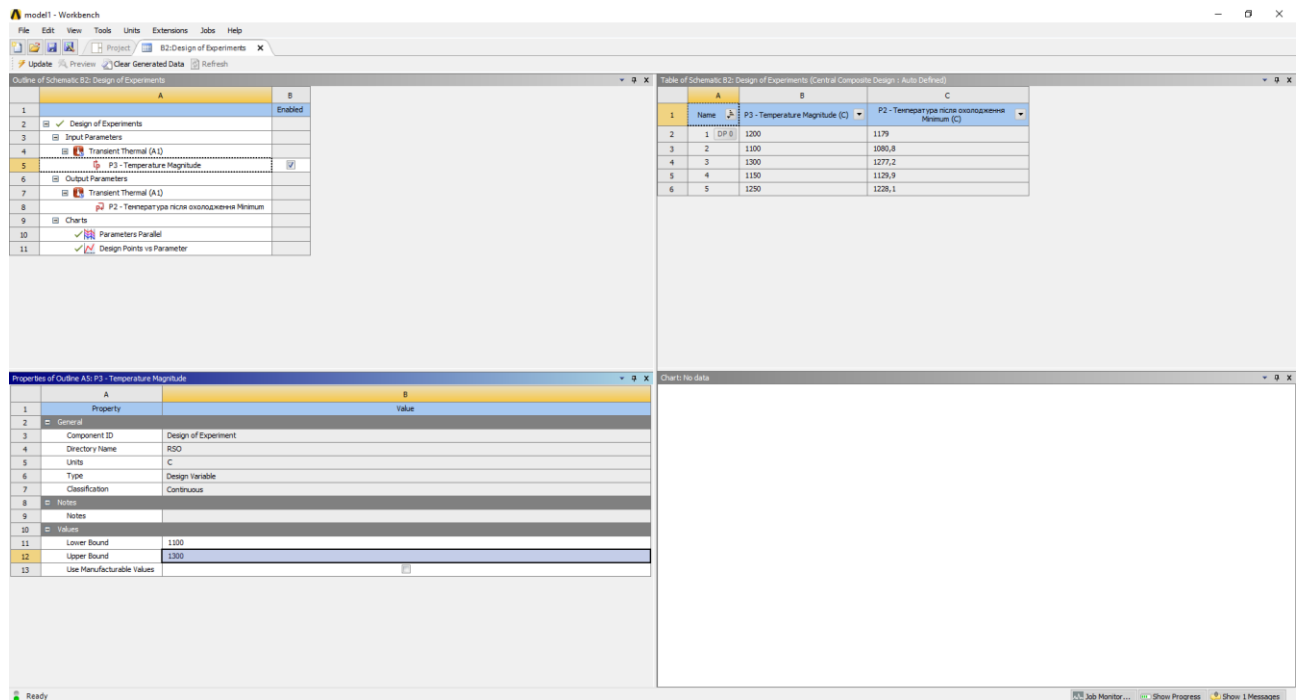 model1 - Workbench
File Edit View Tools Units Extensions Jobs Help
Project B2:Design of Experiments X
Update Preview Clear Generated Data Refresh
Outline of Schematic B2: Design of Experiments
A B
1 Enabled
2 Design of Experiments
3 Input Parameters
4 Transient Thermal (A1)
5 P3 - Temperature Magnitude
6 Output Parameters
7 Transient Thermal (A1)
8 P2 - Температура після охолодження Minimum
9 Charts
10 Parameters Parallel
11 Design Points vs Parameter
Table of Schematic B2: Design of Experiments (Central Composite Design : Auto Defined)
A B C
1 Name P3 - Temperature Magnitude (C) P2 - Температура після охолодження Minimum (C)
2 1 DP 0 1200 1179
3 2 1100 1080,8
4 3 1300 1277,2
5 4 1150 1129,9
6 5 1250 1228,1
Properties of Outline A5: P3 - Temperature Magnitude
A B
1 Property Value
2 General
3 Component ID Design of Experiment
4 Directory Name RSO
5 Units C
6 Type Design Variable
7 Classification Continuous
8 Notes
9 Notes
10 Values
11 Lower Bound 1100
12 Upper Bound 1300
13 Use Manufacturable Values
Chart: No data
Ready
Job Monitor... Show Progress Show 1 Messages